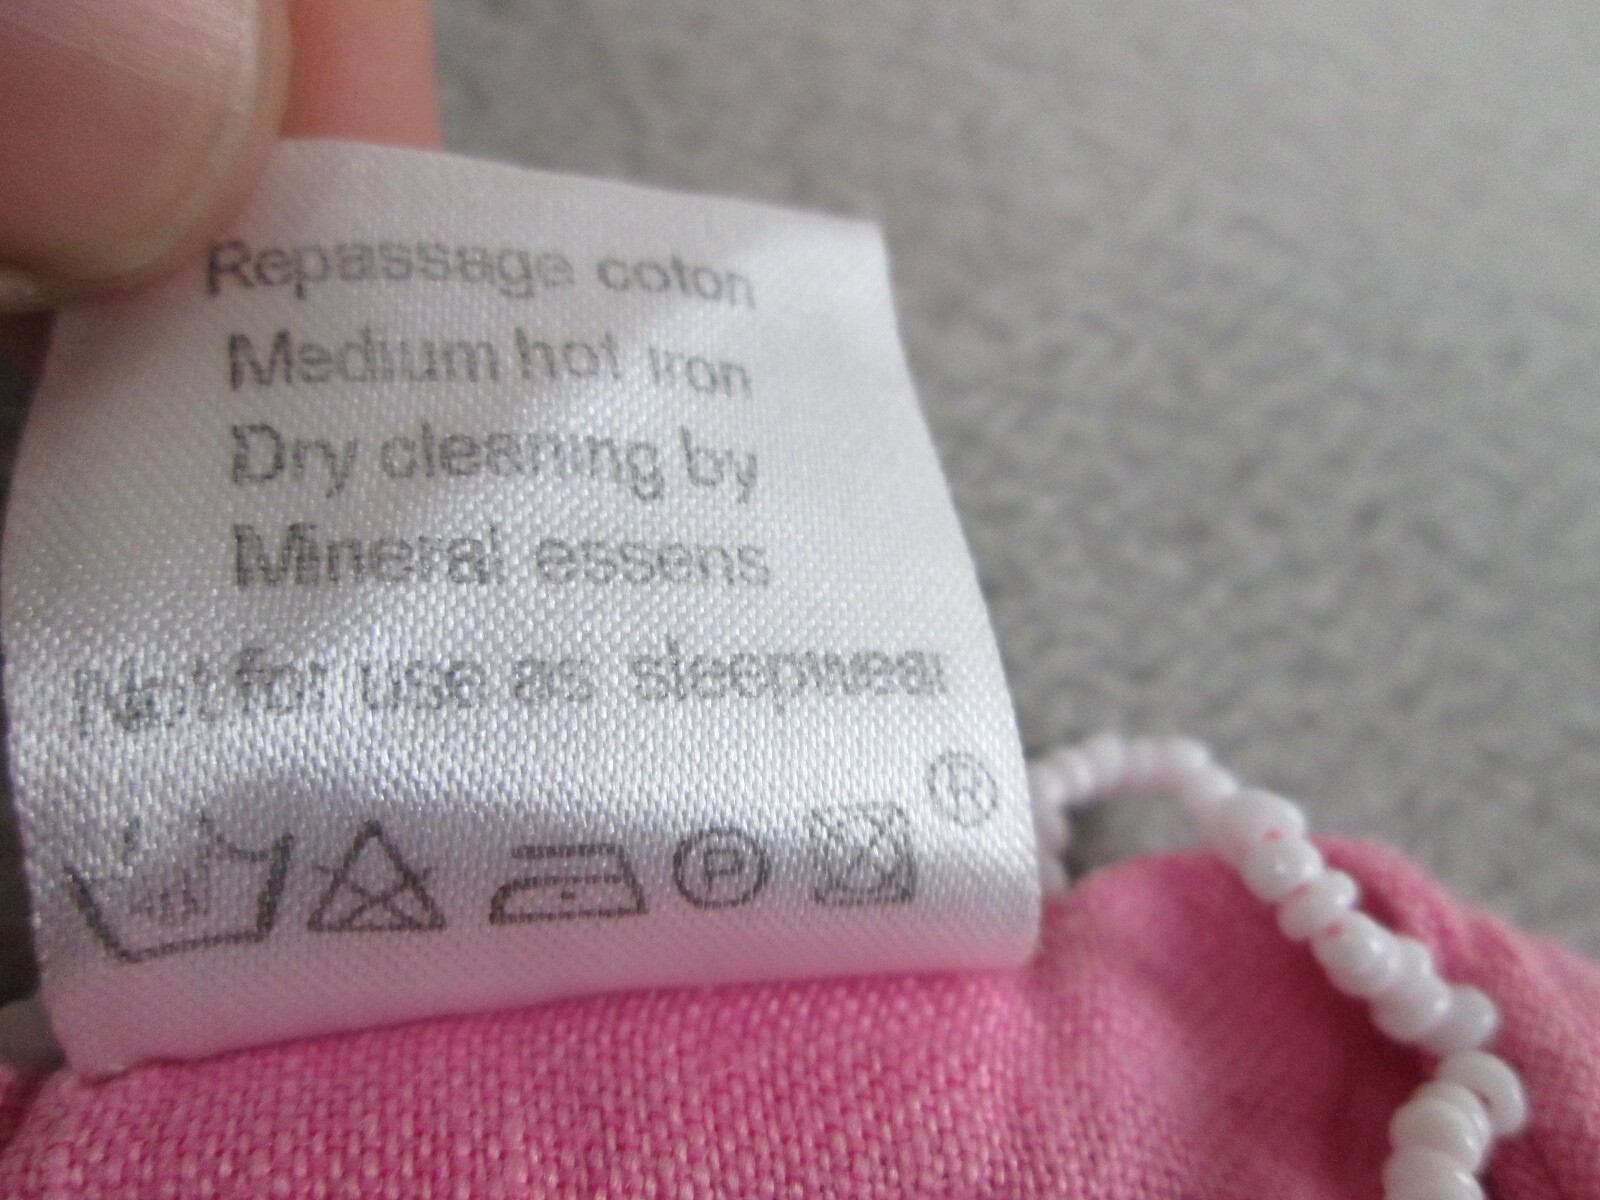 Repassage coton
Medium hot iron
Dry cleaning by
Mineral essens
Not for use as sleepwear
®
P